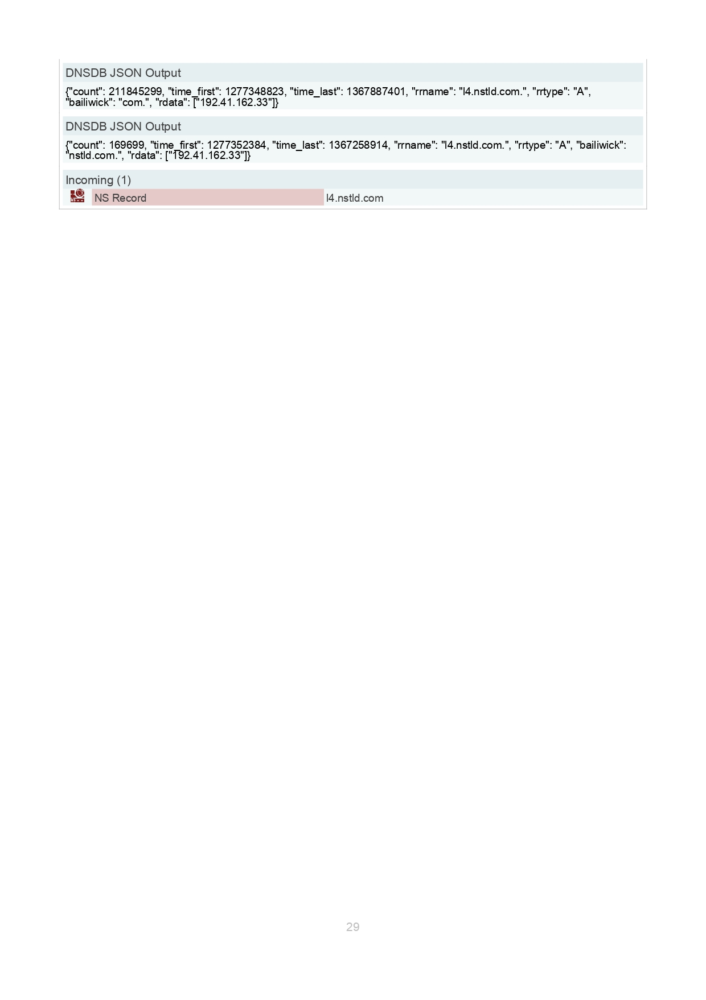 DNSDB JSON Output
{"count": 211845299, "time_first": 1277348823, "time_last": 1367887401, "rrname": "l4.nstld.com.", "rrtype": "A",
"bailiwick": "com.", "rdata": ["192.41.162.33"]}
DNSDB JSON Output
{"count": 169699, "time_first": 1277352384, "time_last": 1367258914, "rrname": "l4.nstld.com.", "rrtype": "A", "bailiwick":
"nstld.com.", "rdata": ["192.41.162.33"]}
Incoming (1)
NS Record l4.nstld.com
29